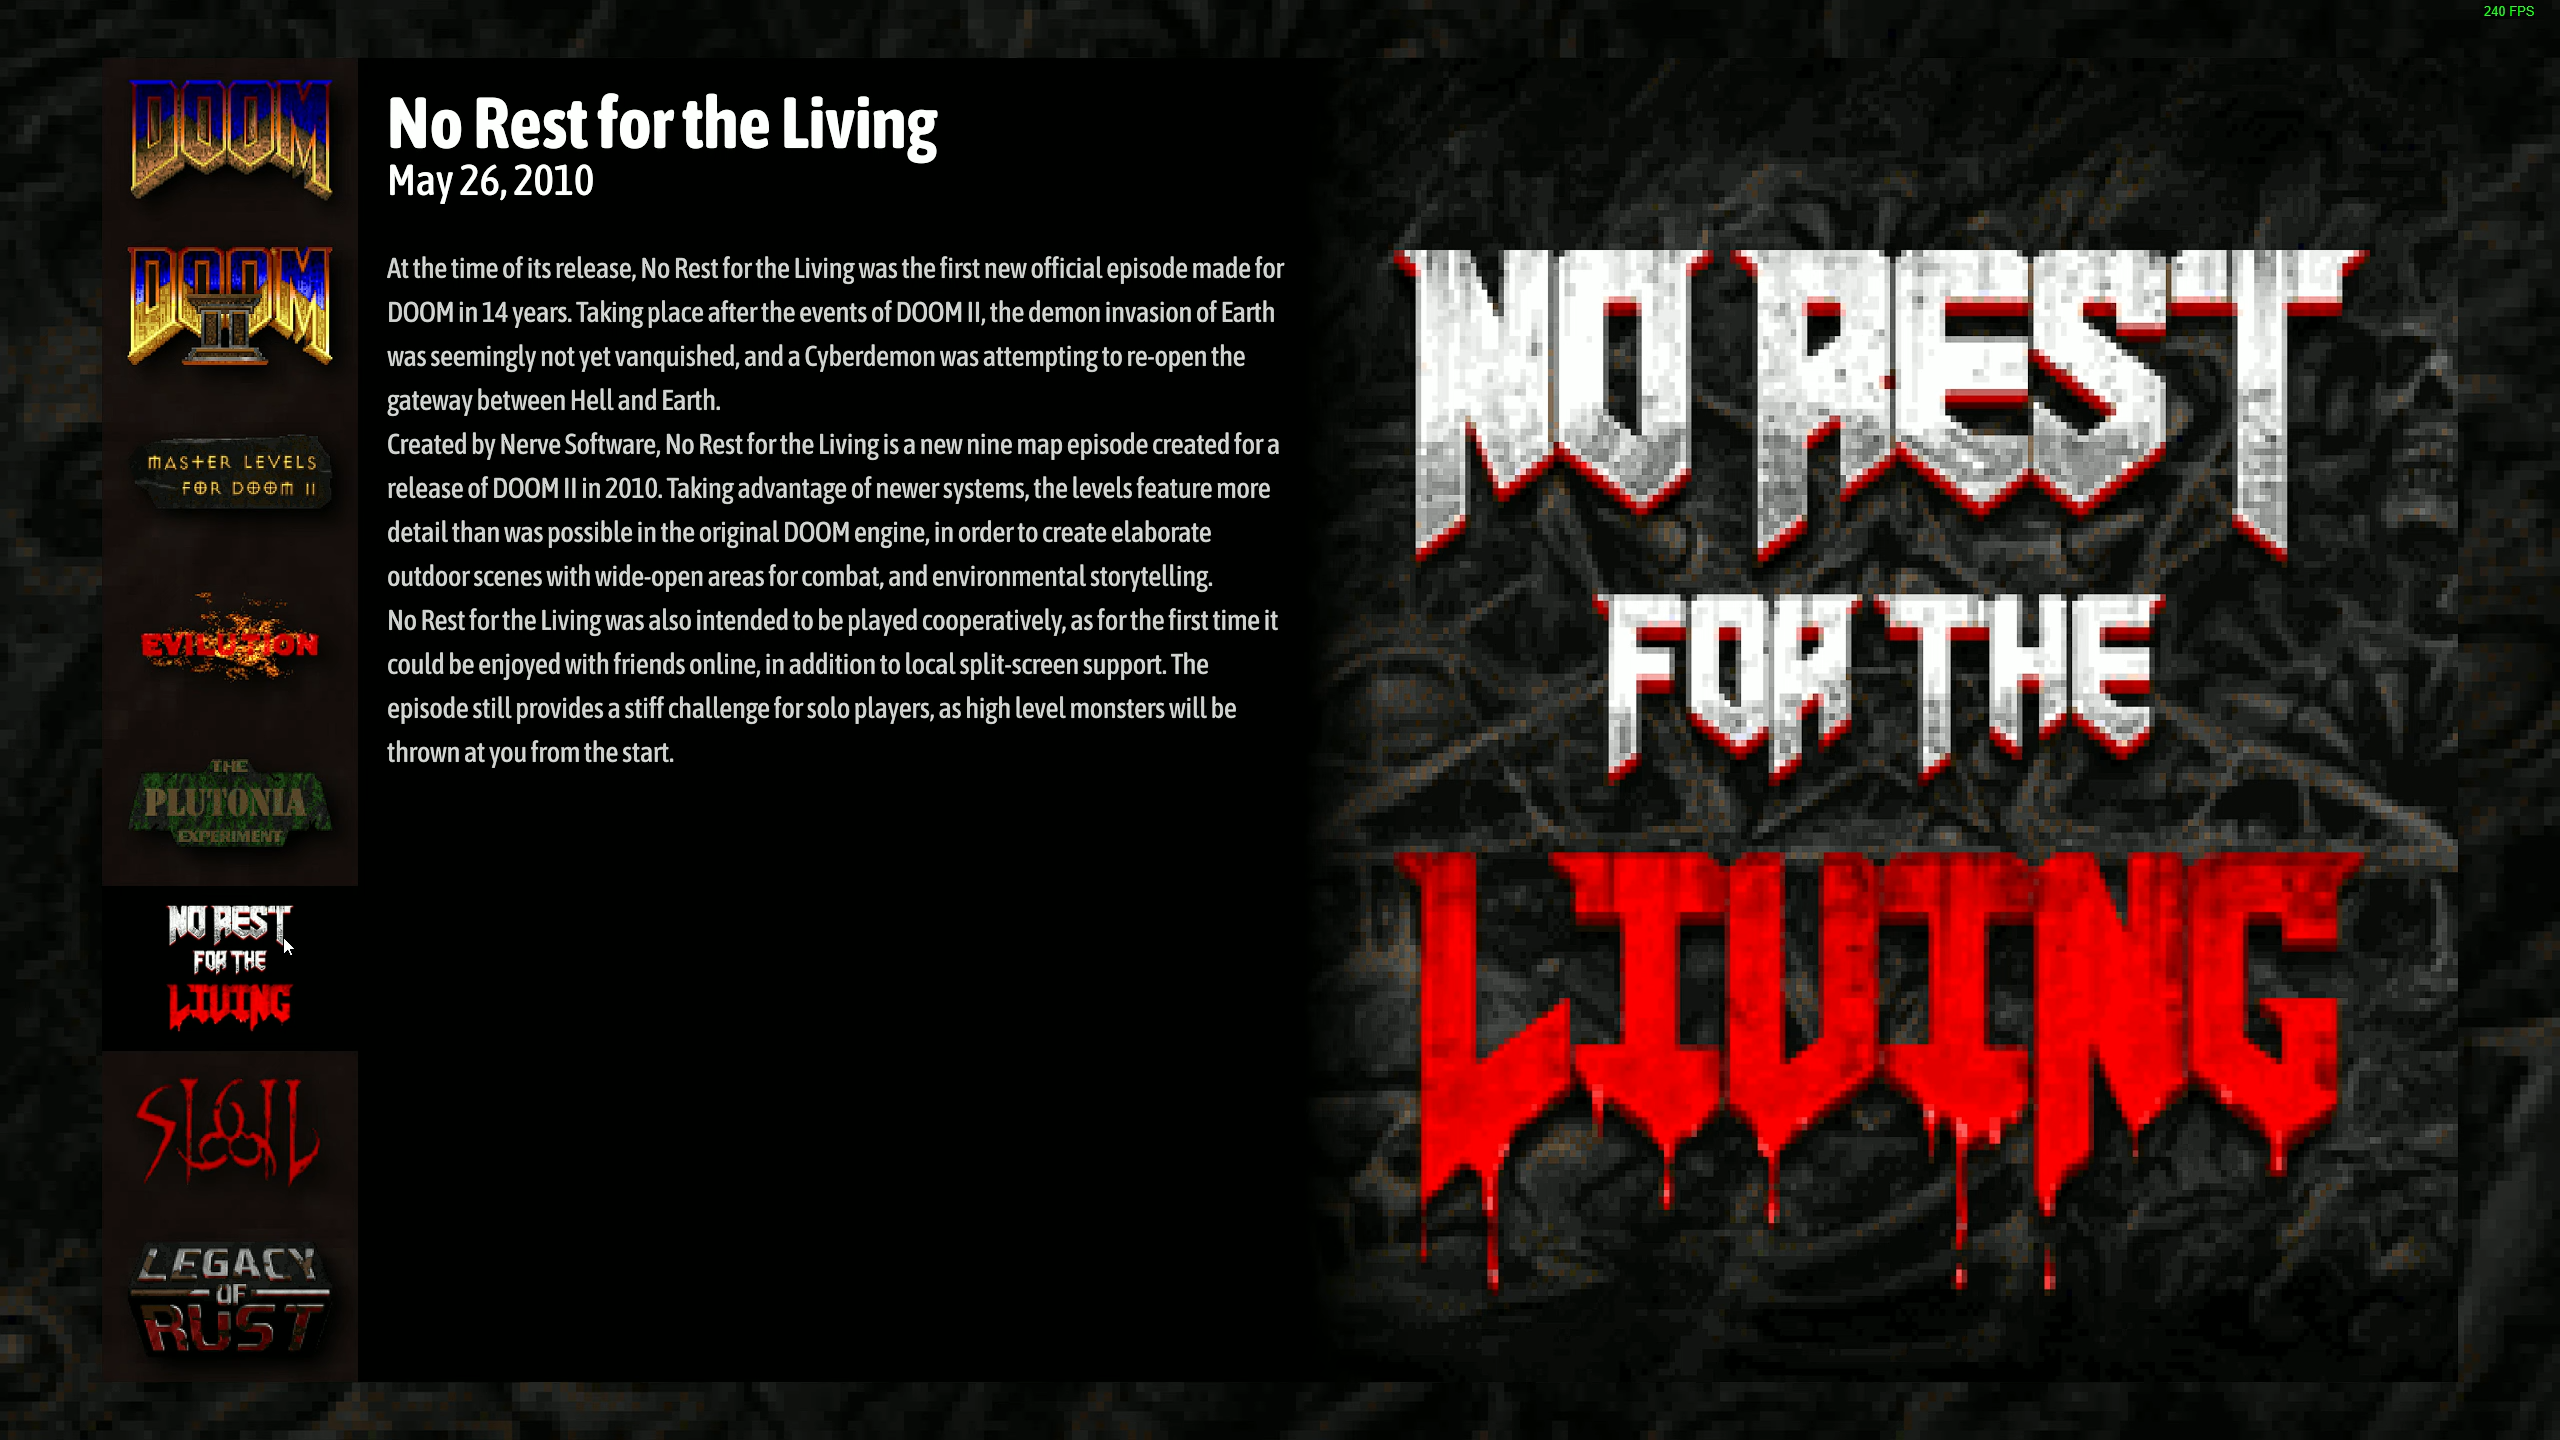 240 FPS
DOOM
DOOM
II
MASTER LEVELS
FOR DOOM II
EVILUTION
THE
PLUTONIA
EXPERIMENT
NO REST
FOR THE
LIVING
SIGIL
LEGACY
OF
RUST
No Rest for the Living
May 26, 2010
At the time of its release, No Rest for the Living was the first new official episode made for
DOOM in 14 years. Taking place after the events of DOOM II, the demon invasion of Earth
was seemingly not yet vanquished, and a Cyberdemon was attempting to re-open the
gateway between Hell and Earth.
Created by Nerve Software, No Rest for the Living is a new nine map episode created for a
release of DOOM II in 2010. Taking advantage of newer systems, the levels feature more
detail than was possible in the original DOOM engine, in order to create elaborate
outdoor scenes with wide-open areas for combat, and environmental storytelling.
No Rest for the Living was also intended to be played cooperatively, as for the first time it
could be enjoyed with friends online, in addition to local split-screen support. The
episode still provides a stiff challenge for solo players, as high level monsters will be
thrown at you from the start.
NO REST
FOR THE
LIVING